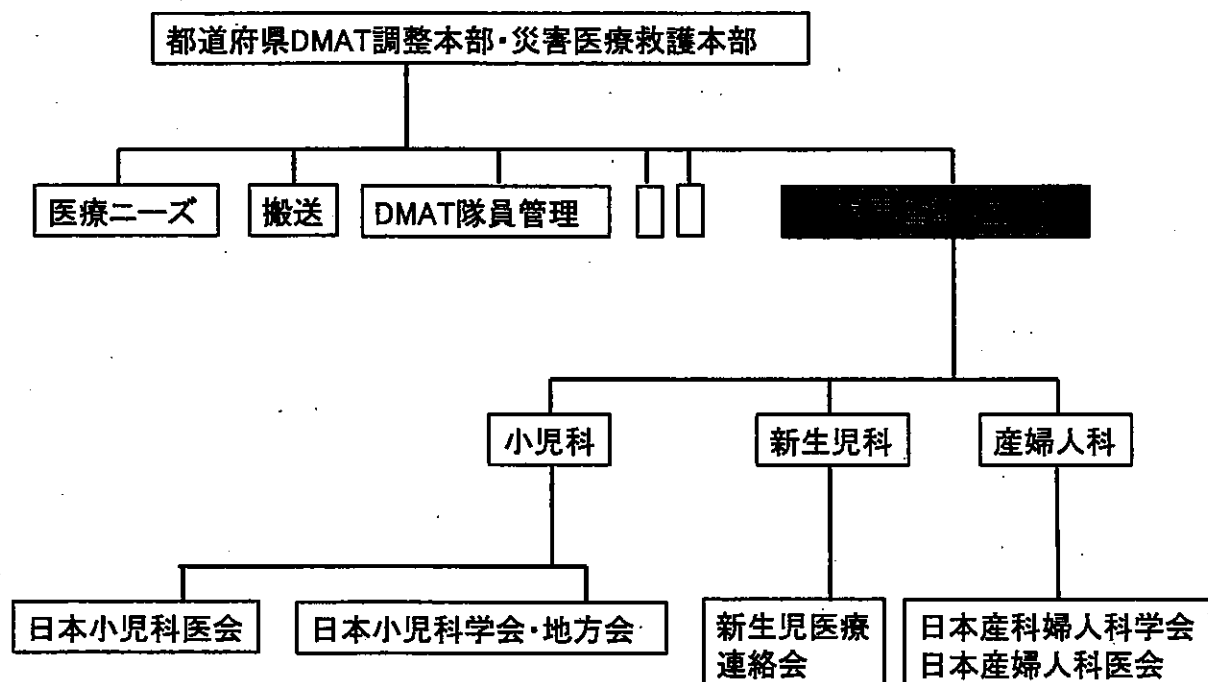 都道府県DMAT調整本部・災害医療救護本部
医療ニーズ
搬送
DMAT隊員管理
小児科
新生児科
産婦人科
日本小児科医会
日本小児科学会・地方会
新生児医療
連絡会
日本産科婦人科学会
日本産婦人科医会